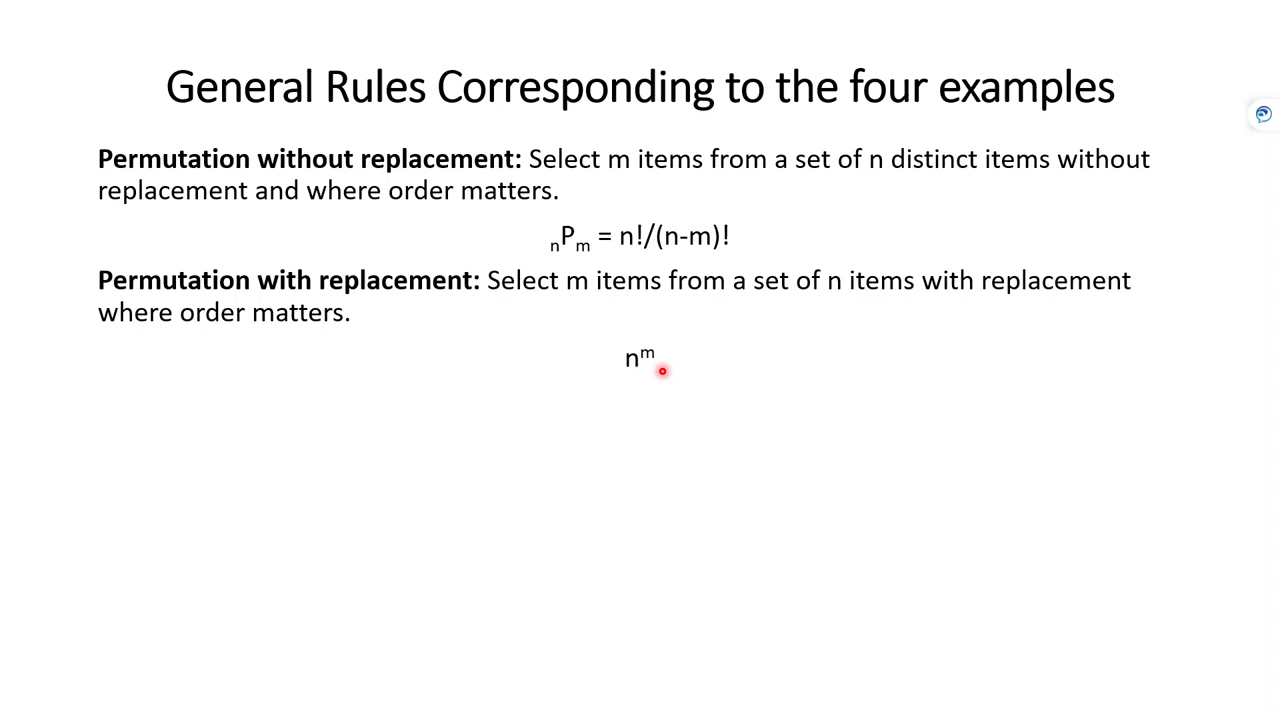 General Rules Corresponding to the four examples
Permutation without replacement: Select m items from a set of n distinct items without
replacement and where order matters.
ₙPₘ = n!/(n-m)!
Permutation with replacement: Select m items from a set of n items with replacement
where order matters.
nᵐ